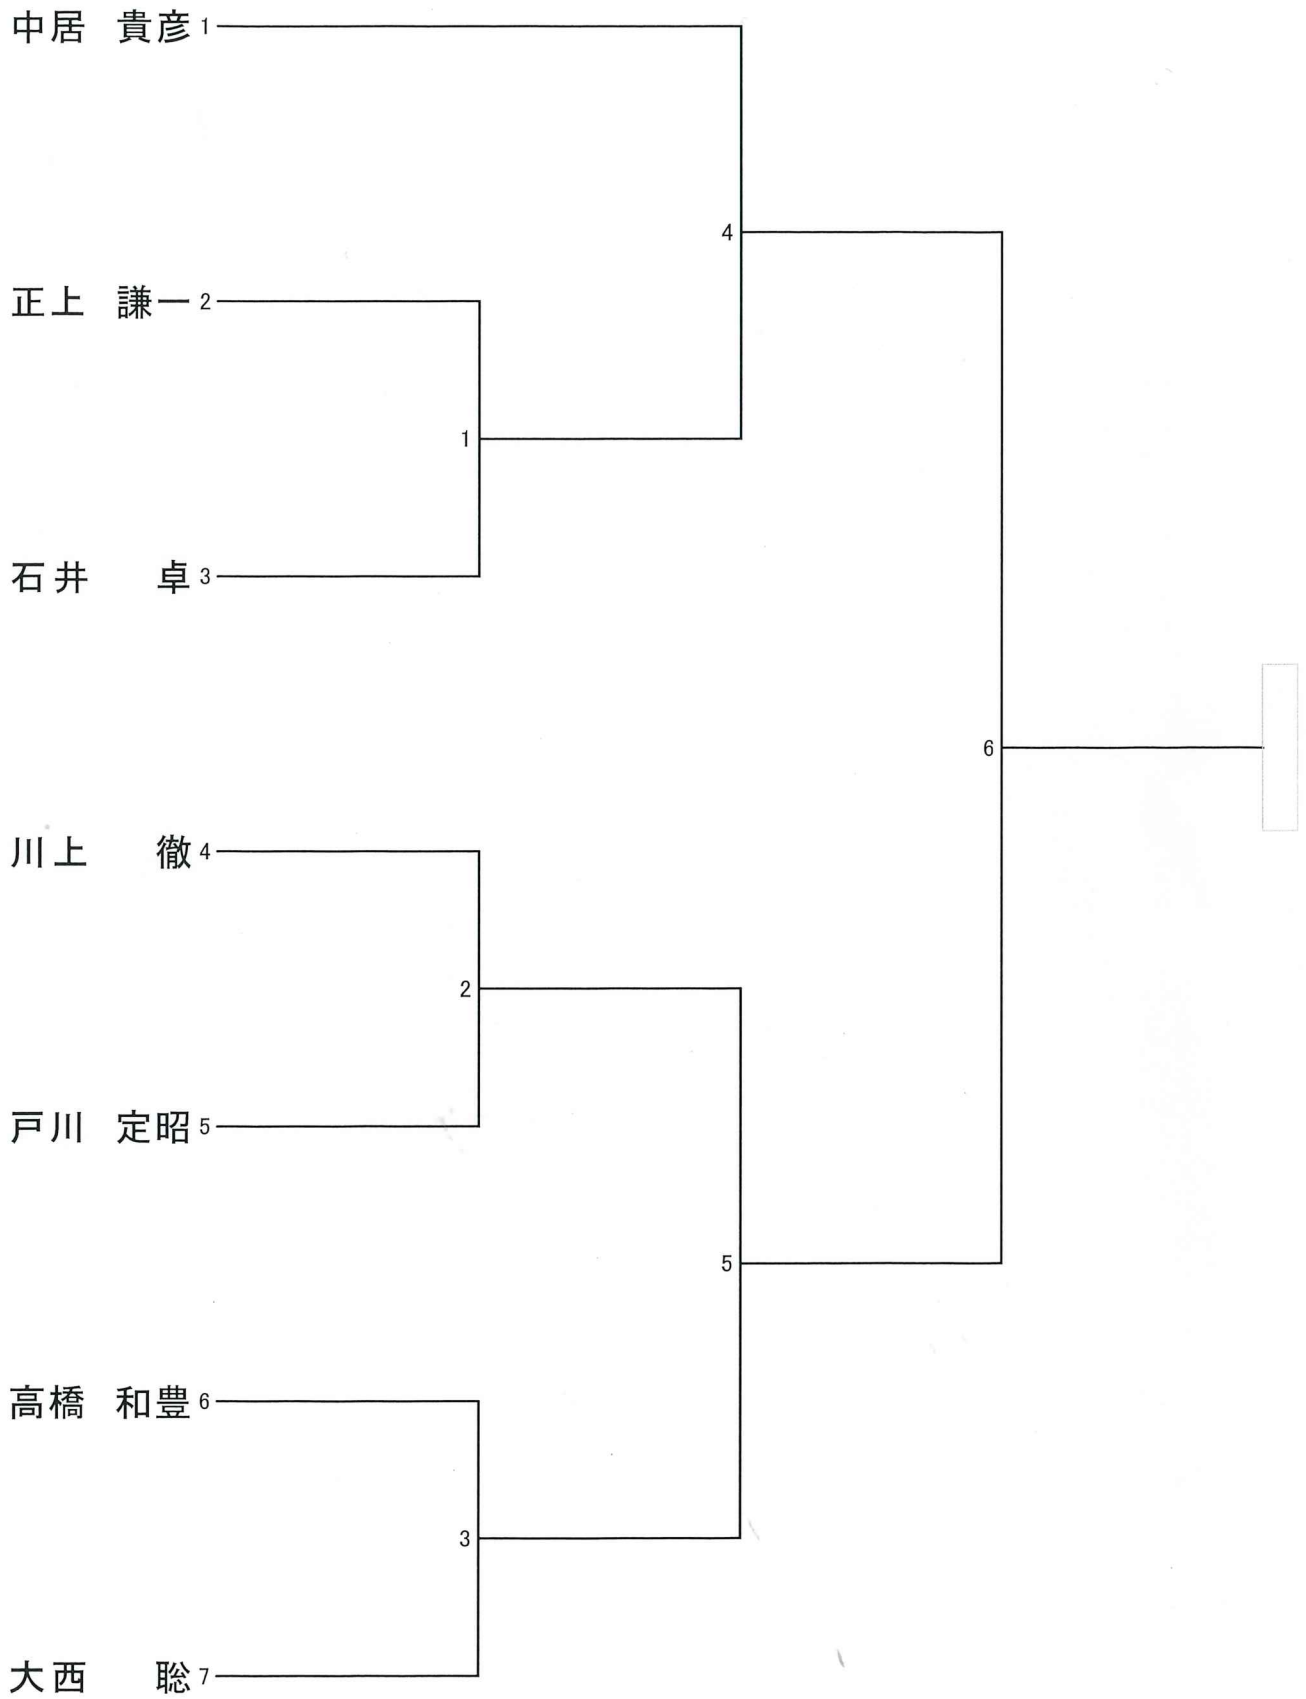 中居 貴彦 1
4
正上 謙一 2
1
石井 卓 3
6
川上 徹 4
2
戸川 定昭 5
5
高橋 和豊 6
3
大西 聡 7